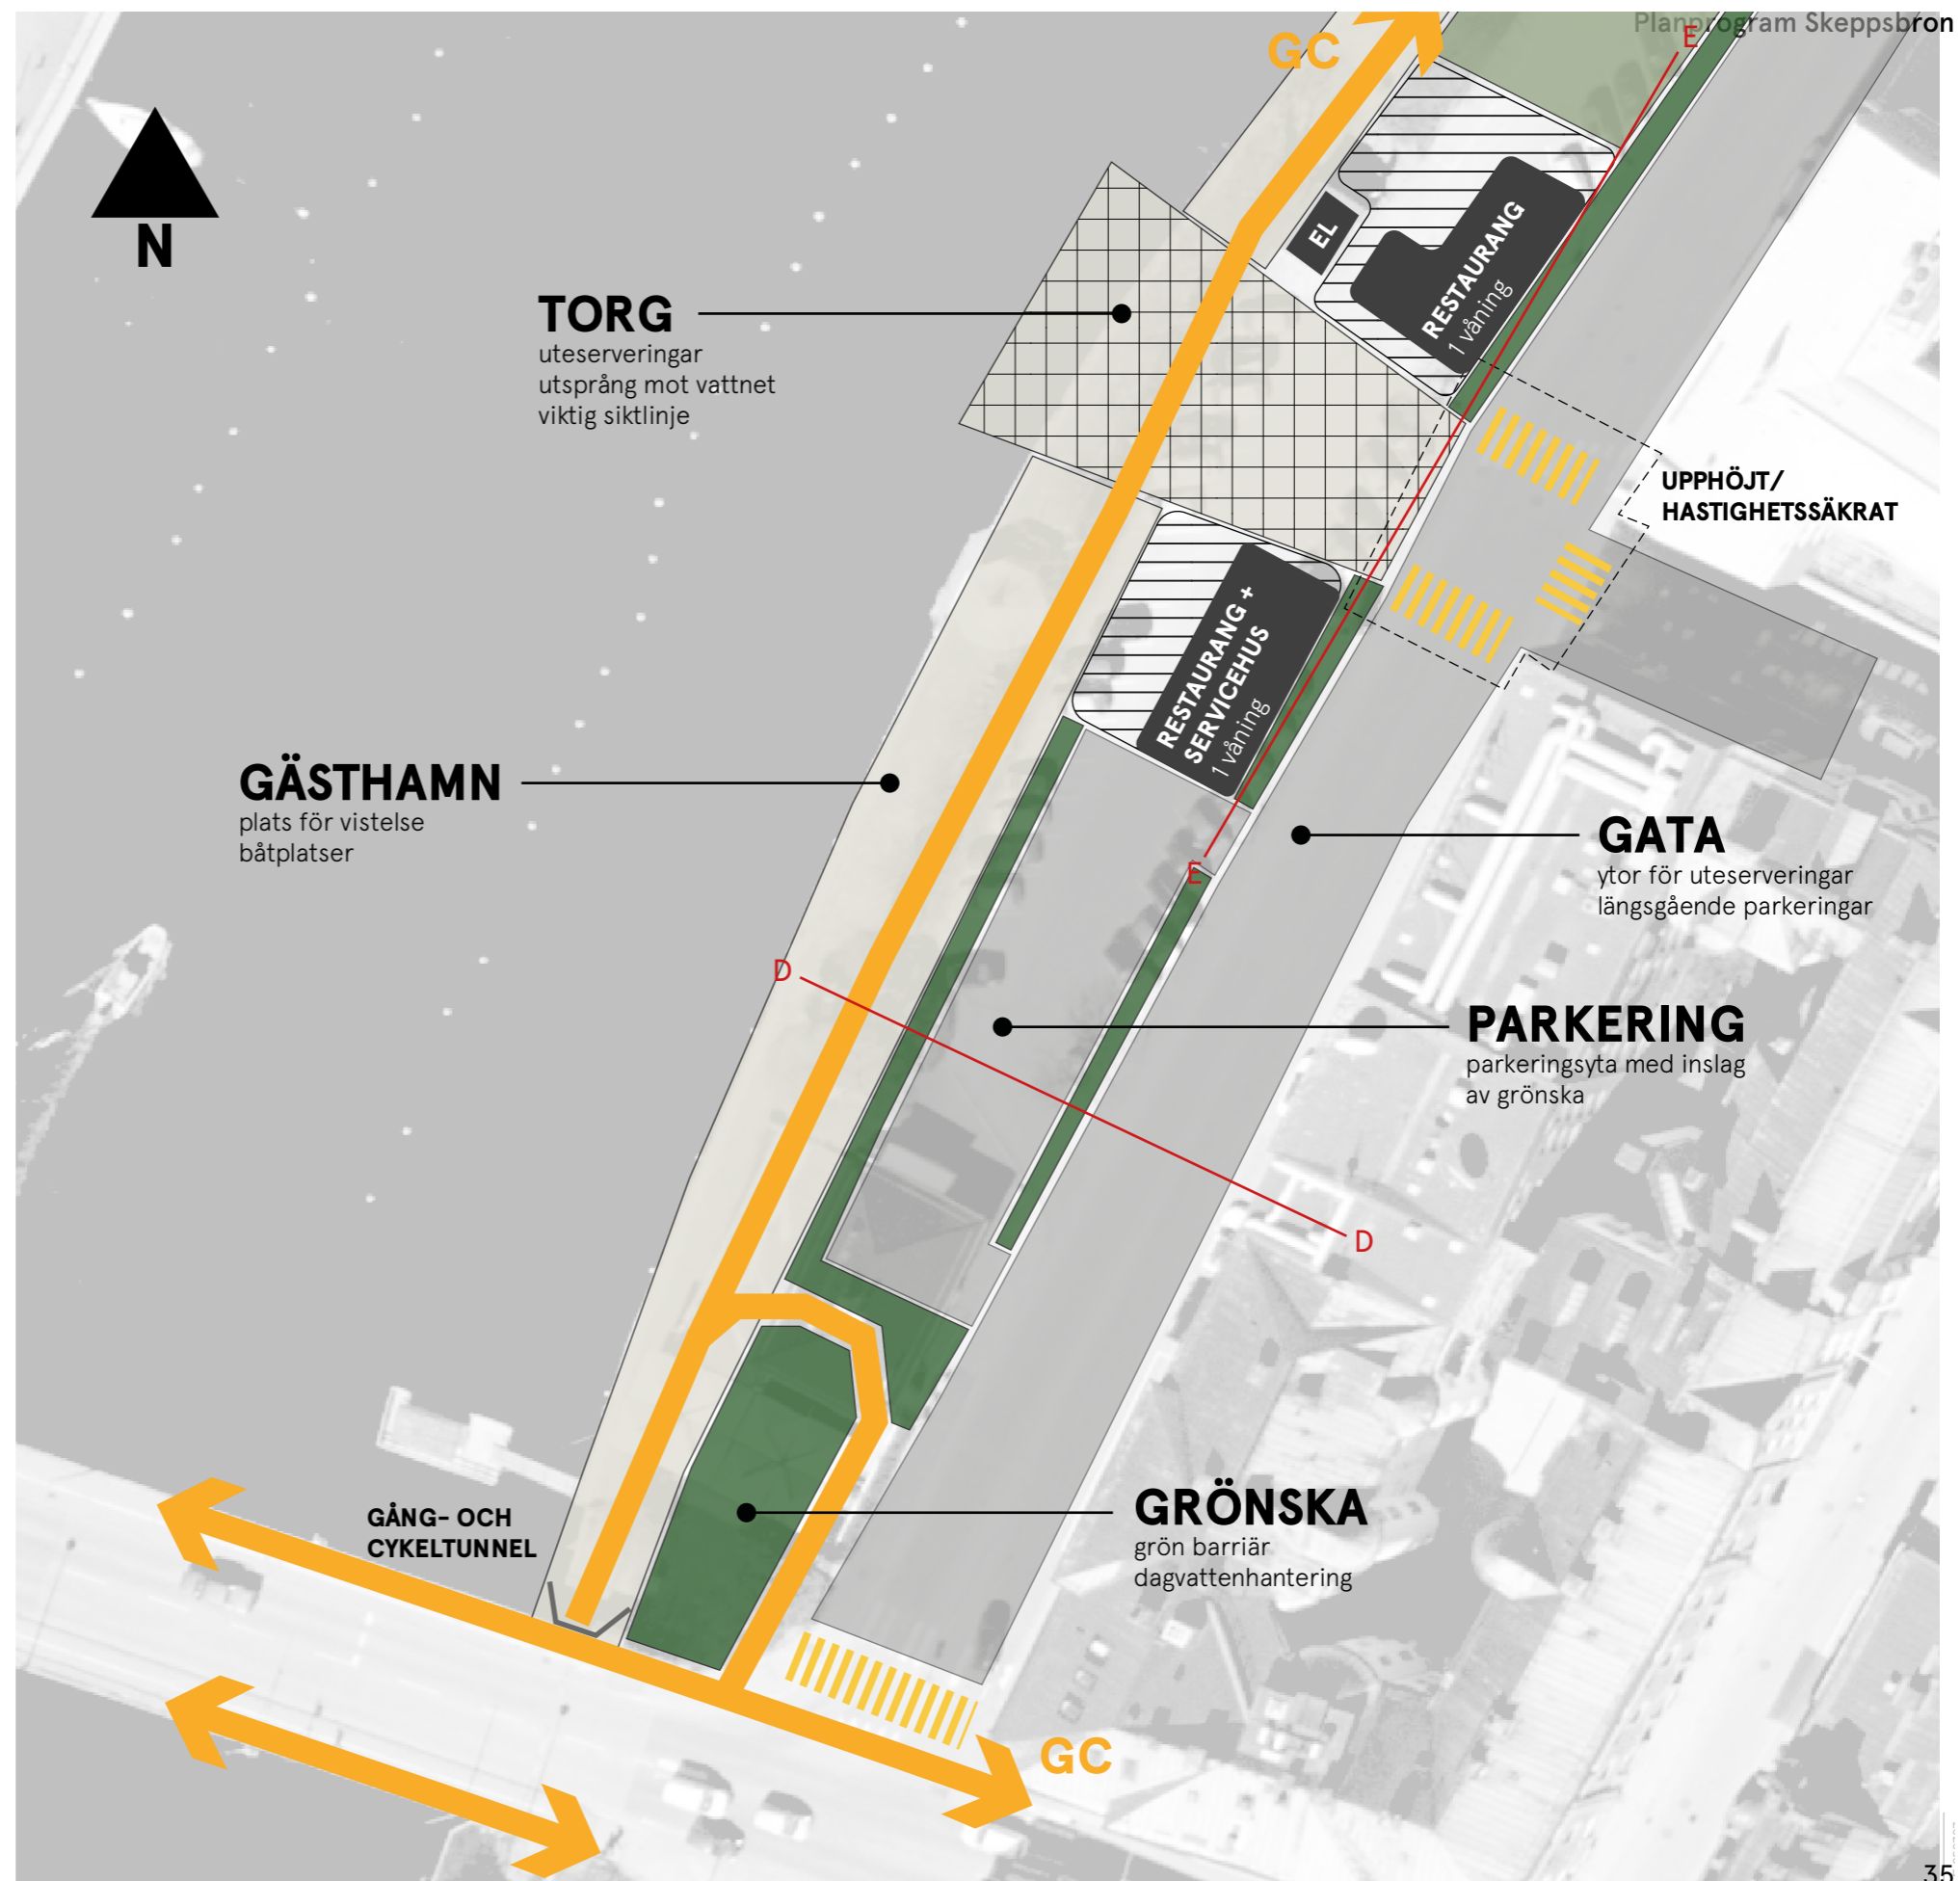 Planprogram Skeppsbron
GC
E
N
EL
RESTAURANG
1 våning
TORG
uteserveringar
utsprång mot vattnet
viktig siktlinje
UPPHÖJT/
HASTIGHETSSÄKRAT
RESTAURANG +
SERVICEHUS
1 våning
GÄSTHAMN
plats för vistelse
båtplatser
GATA
ytor för uteserveringar
längsgående parkeringar
E
D
PARKERING
parkeringsyta med inslag
av grönska
D
GRÖNSKA
grön barriär
dagvattenhantering
GÅNG- OCH
CYKELTUNNEL
GC
35